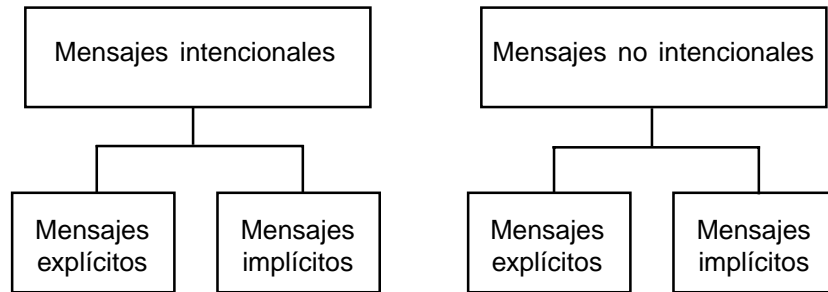 Mensajes intencionales
Mensajes no intencionales
Mensajes
explícitos
Mensajes
implícitos
Mensajes
explícitos
Mensajes
implícitos